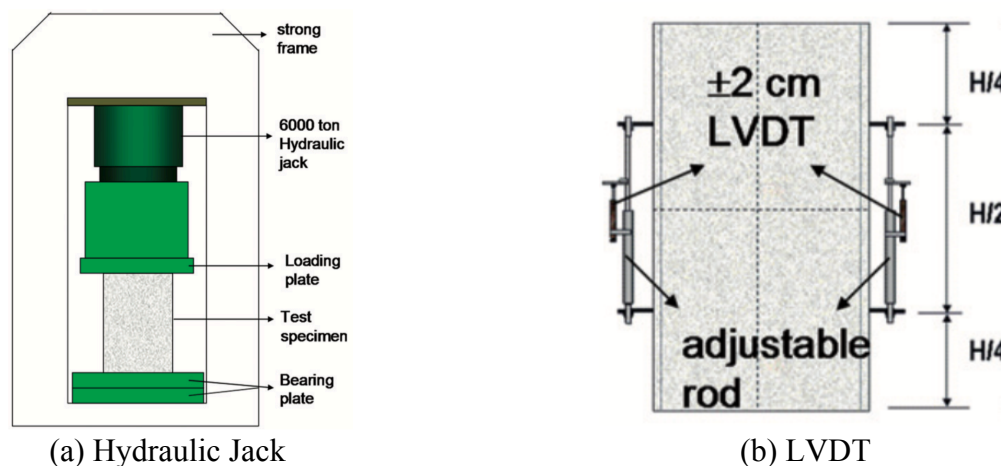 strong
frame
6000 ton
Hydraulic
jack
Loading
plate
Test
specimen
Bearing
plate
(a) Hydraulic Jack
±2 cm
LVDT
adjustable
rod
H/4
H/2
H/4
(b) LVDT